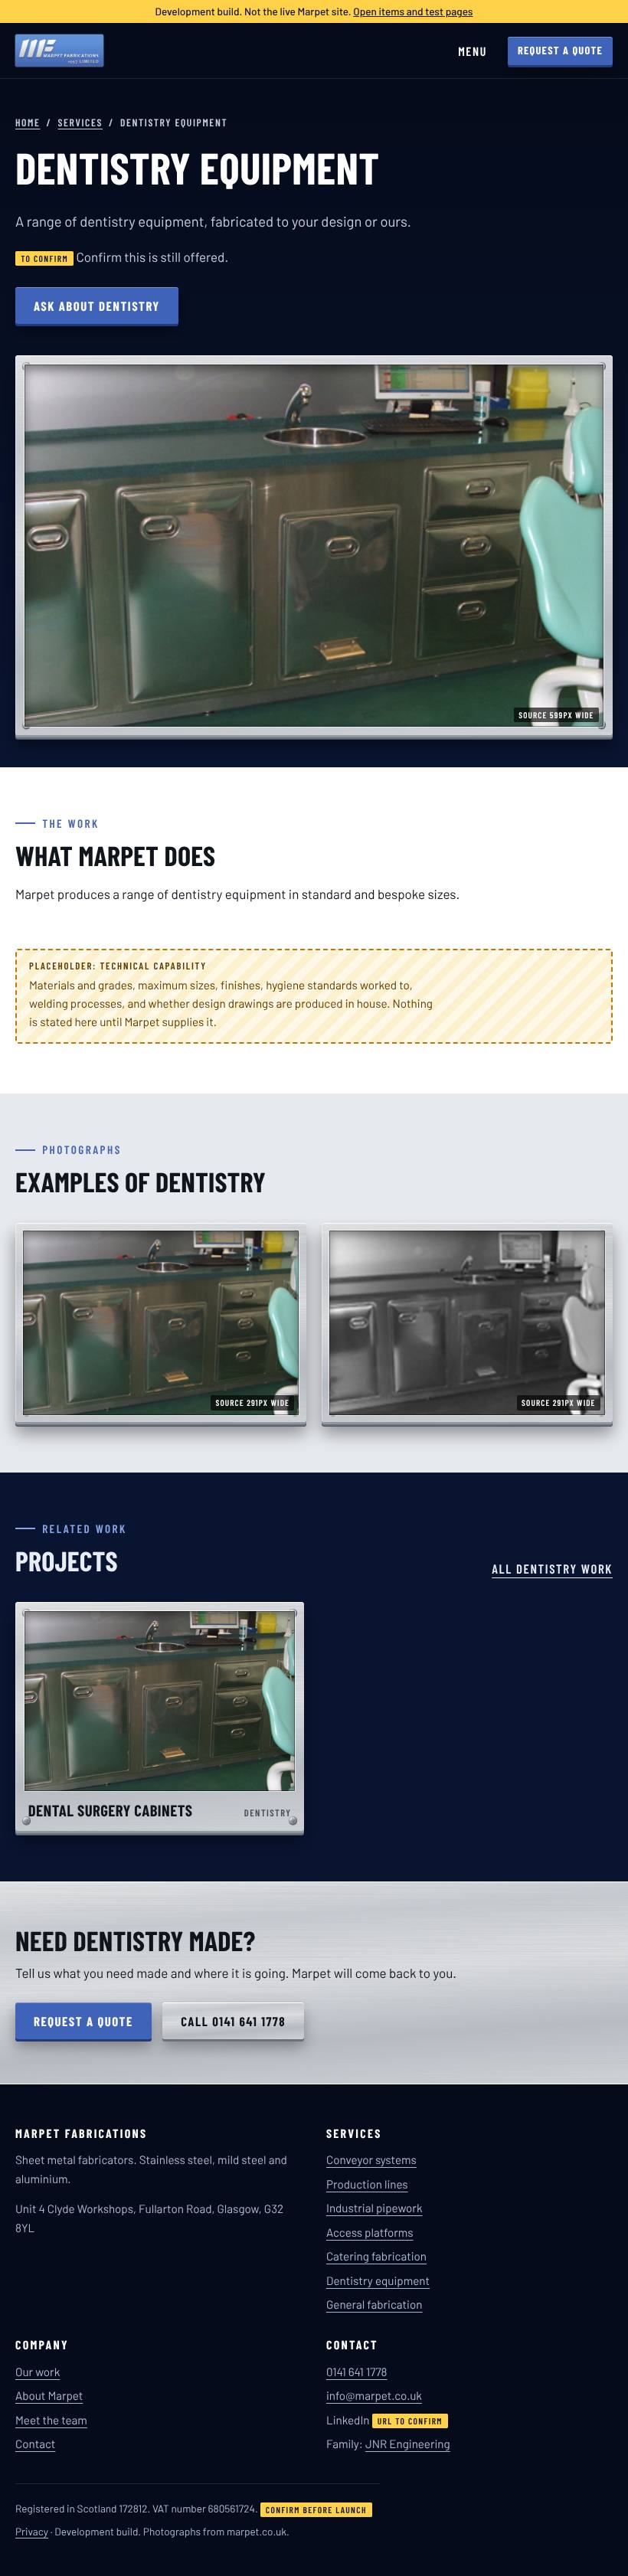 Development build. Not the live Marpet site. Open items and test pages
MF MARPET FABRICATIONS
MENU
REQUEST A QUOTE
HOME / SERVICES / DENTISTRY EQUIPMENT
DENTISTRY EQUIPMENT
A range of dentistry equipment, fabricated to your design or ours.
TO CONFIRM Confirm this is still offered.
ASK ABOUT DENTISTRY
SOURCE 599PX WIDE
THE WORK
WHAT MARPET DOES
Marpet produces a range of dentistry equipment in standard and bespoke sizes.
PLACEHOLDER: TECHNICAL CAPABILITY
Materials and grades, maximum sizes, finishes, hygiene standards worked to,
welding processes, and whether design drawings are produced in house. Nothing
is stated here until Marpet supplies it.
PHOTOGRAPHS
EXAMPLES OF DENTISTRY
SOURCE 291PX WIDE
SOURCE 291PX WIDE
RELATED WORK
PROJECTS
ALL DENTISTRY WORK
DENTAL SURGERY CABINETS
DENTISTRY
NEED DENTISTRY MADE?
Tell us what you need made and where it is going. Marpet will come back to you.
REQUEST A QUOTE
CALL 0141 641 1778
MARPET FABRICATIONS
Sheet metal fabricators. Stainless steel, mild steel and
aluminium.
Unit 4 Clyde Workshops, Fullarton Road, Glasgow, G32
8YL
SERVICES
Conveyor systems
Production lines
Industrial pipework
Access platforms
Catering fabrication
Dentistry equipment
General fabrication
COMPANY
Our work
About Marpet
Meet the team
Contact
CONTACT
0141 641 1778
info@marpet.co.uk
LinkedIn URL TO CONFIRM
Family: JNR Engineering
Registered in Scotland 172812. VAT number 680561724. CONFIRM BEFORE LAUNCH
Privacy · Development build. Photographs from marpet.co.uk.